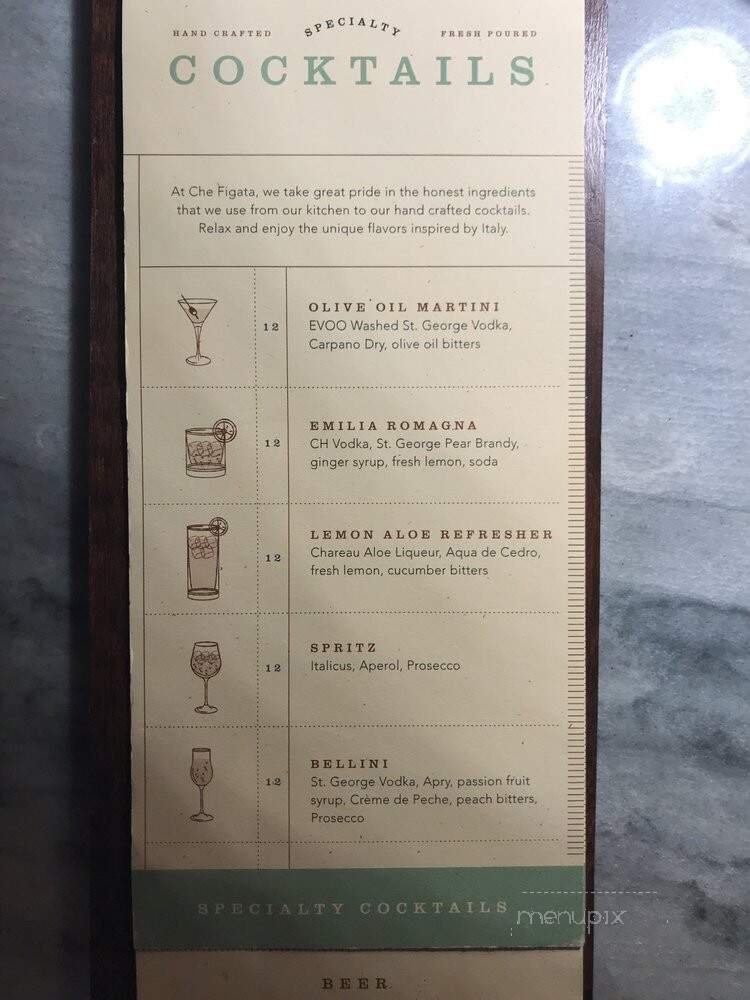 SPECIALTY
HAND CRAFTED FRESH POURED
COCKTAILS
At Che Figata, we take great pride in the honest ingredients
that we use from our kitchen to our hand crafted cocktails.
Relax and enjoy the unique flavors inspired by Italy.
12 OLIVE OIL MARTINI
EVOO Washed St. George Vodka,
Carpano Dry, olive oil bitters
12 EMILIA ROMAGNA
CH Vodka, St. George Pear Brandy,
ginger syrup, fresh lemon, soda
12 LEMON ALOE REFRESHER
Chareau Aloe Liqueur, Aqua de Cedro,
fresh lemon, cucumber bitters
12 SPRITZ
Italicus, Aperol, Prosecco
12 BELLINI
St. George Vodka, Apry, passion fruit
syrup, Crème de Peche, peach bitters,
Prosecco
SPECIALTY COCKTAILS
menupix
BEER